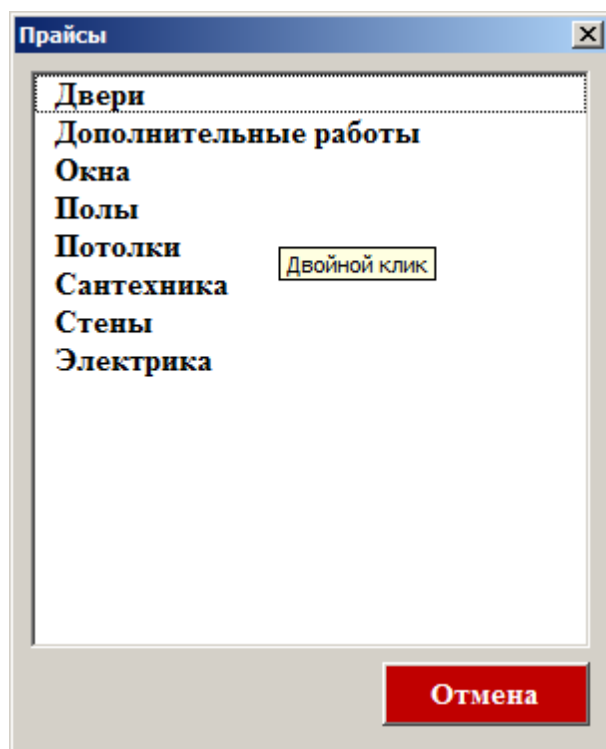 Прайсы
Двери
Дополнительные работы
Окна
Полы
Потолки
Двойной клик
Сантехника
Стены
Электрика
Отмена